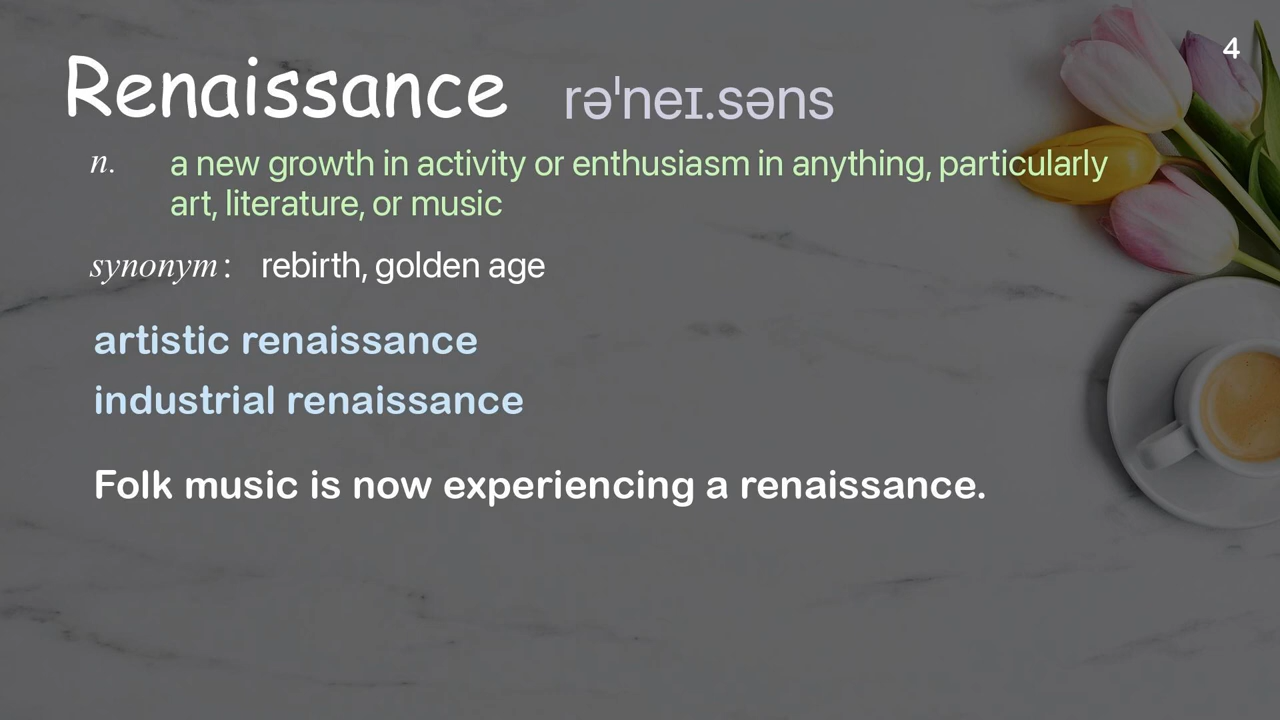 4
Renaissance rəˈneɪ.səns
n. a new growth in activity or enthusiasm in anything, particularly
art, literature, or music
synonym: rebirth, golden age
artistic renaissance
industrial renaissance
Folk music is now experiencing a renaissance.